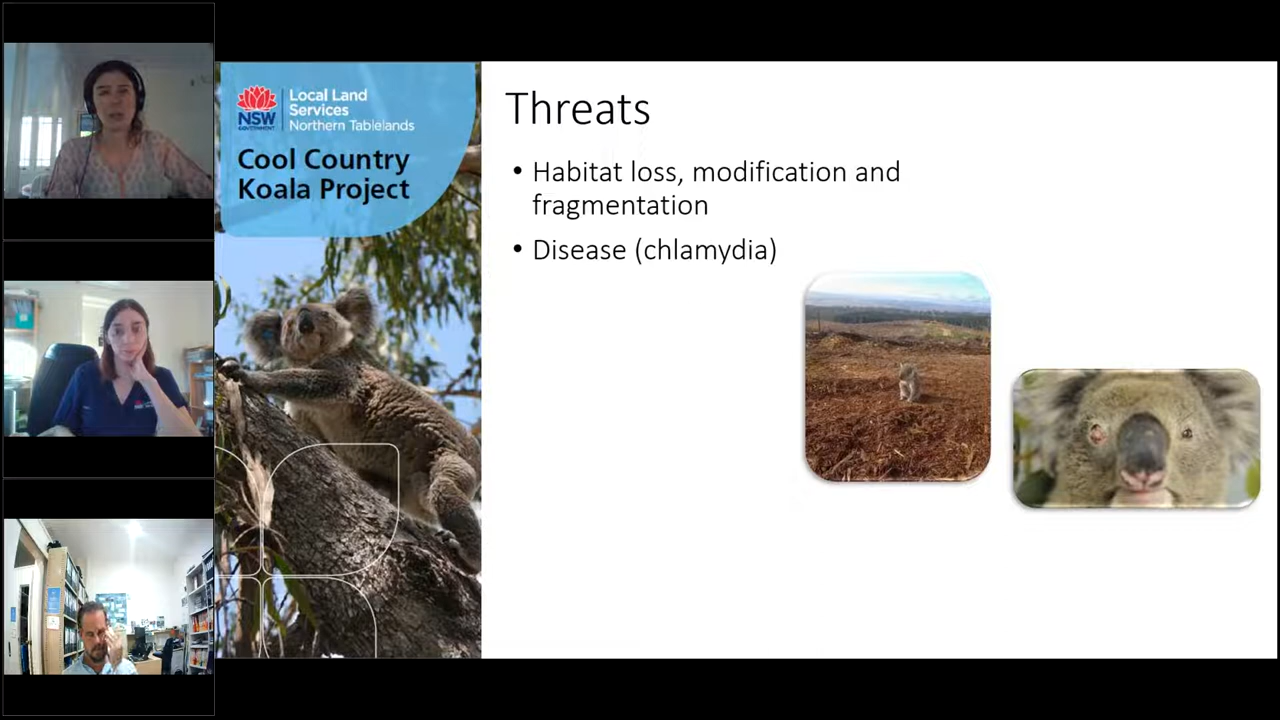 NSW
GOVERNMENT
Local Land
Services
Northern Tablelands
Cool Country
Koala Project
Threats
• Habitat loss, modification and
fragmentation
• Disease (chlamydia)